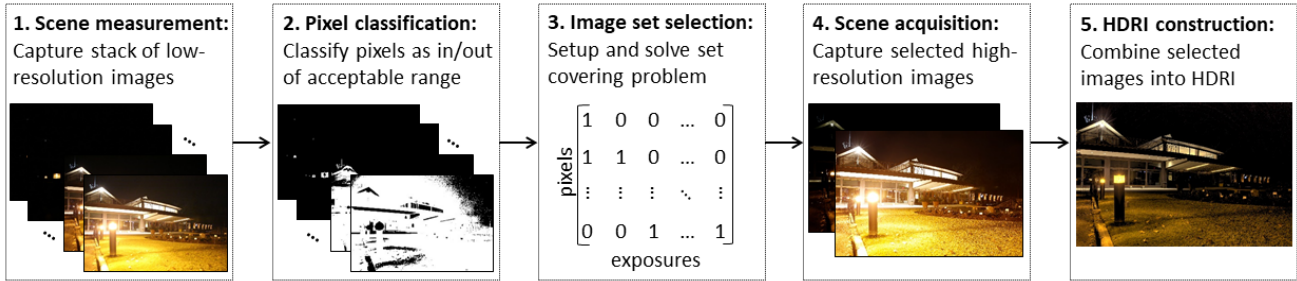 1. Scene measurement:
Capture stack of low-
resolution images
2. Pixel classification:
Classify pixels as in/out
of acceptable range
3. Image set selection:
Setup and solve set
covering problem
pixels
1 0 0 ... 0
1 1 0 ... 0
⋮ ⋮ ⋮ ⋱ ⋮
0 0 1 ... 1
exposures
4. Scene acquisition:
Capture selected high-
resolution images
5. HDRI construction:
Combine selected
images into HDRI